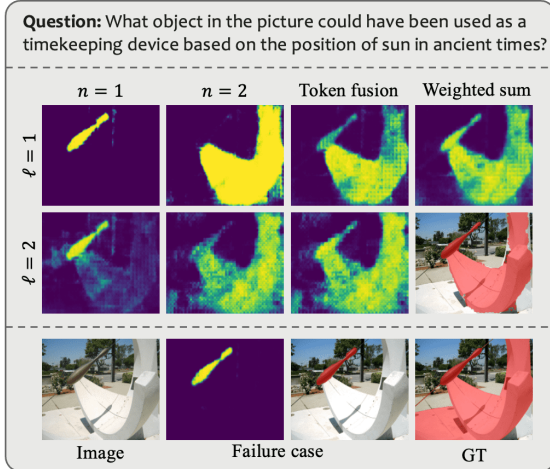 Question: What object in the picture could have been used as a
timekeeping device based on the position of sun in ancient times?
n = 1 n = 2 Token fusion Weighted sum
ℓ = 1
ℓ = 2
Image Failure case GT